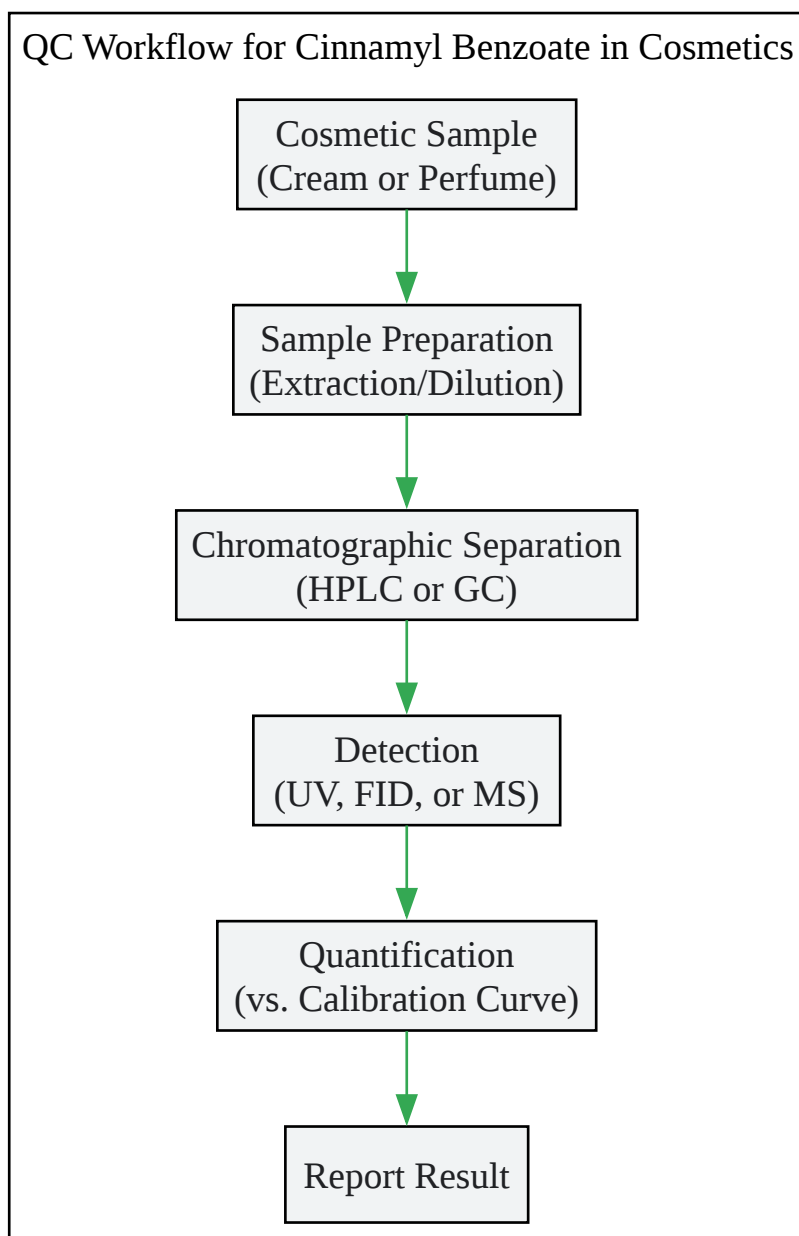 QC Workflow for Cinnamyl Benzoate in Cosmetics
Cosmetic Sample
(Cream or Perfume)
Sample Preparation
(Extraction/Dilution)
Chromatographic Separation
(HPLC or GC)
Detection
(UV, FID, or MS)
Quantification
(vs. Calibration Curve)
Report Result